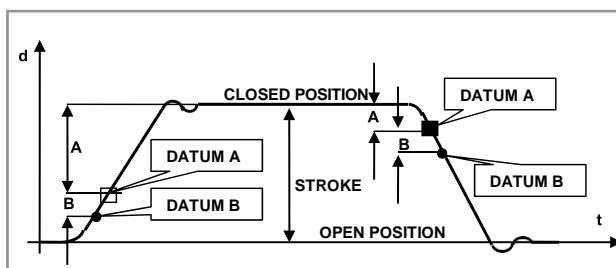 d
CLOSED POSITION
A
DATUM A
B
A
DATUM A
STROKE
DATUM B
B
DATUM B
t
OPEN POSITION